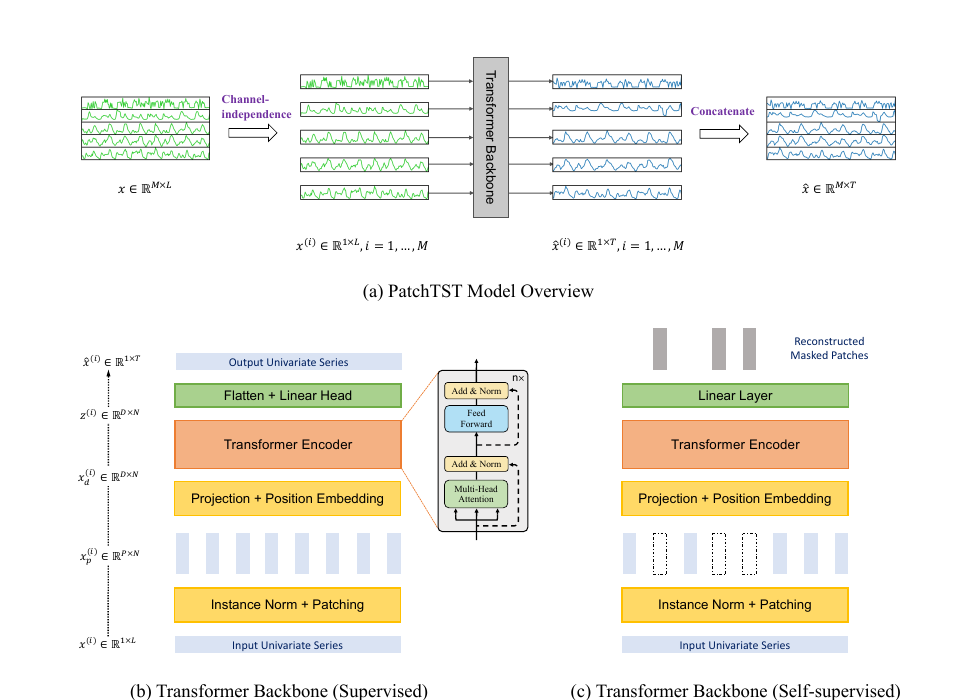 Channel-
independence
Transformer Backbone
Concatenate
x ∈ ℝ^{M×L}
x̂ ∈ ℝ^{M×T}
x^{(i)} ∈ ℝ^{1×L}, i = 1, …, M
x̂^{(i)} ∈ ℝ^{1×T}, i = 1, …, M
(a) PatchTST Model Overview
x̂^{(i)} ∈ ℝ^{1×T}
z^{(i)} ∈ ℝ^{D×N}
x_d^{(i)} ∈ ℝ^{D×N}
x_p^{(i)} ∈ ℝ^{P×N}
x^{(i)} ∈ ℝ^{1×L}
Output Univariate Series
Flatten + Linear Head
Transformer Encoder
Projection + Position Embedding
Instance Norm + Patching
Input Univariate Series
n×
Add & Norm
Feed
Forward
Add & Norm
Multi-Head
Attention
(b) Transformer Backbone (Supervised)
Reconstructed
Masked Patches
Linear Layer
Transformer Encoder
Projection + Position Embedding
Instance Norm + Patching
Input Univariate Series
(c) Transformer Backbone (Self-supervised)